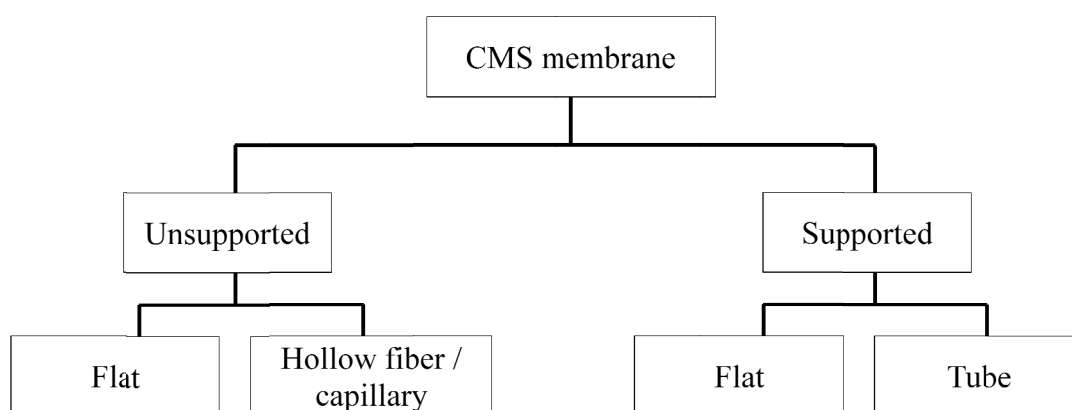 CMS membrane
Unsupported
Supported
Flat
Hollow fiber /
capillary
Flat
Tube